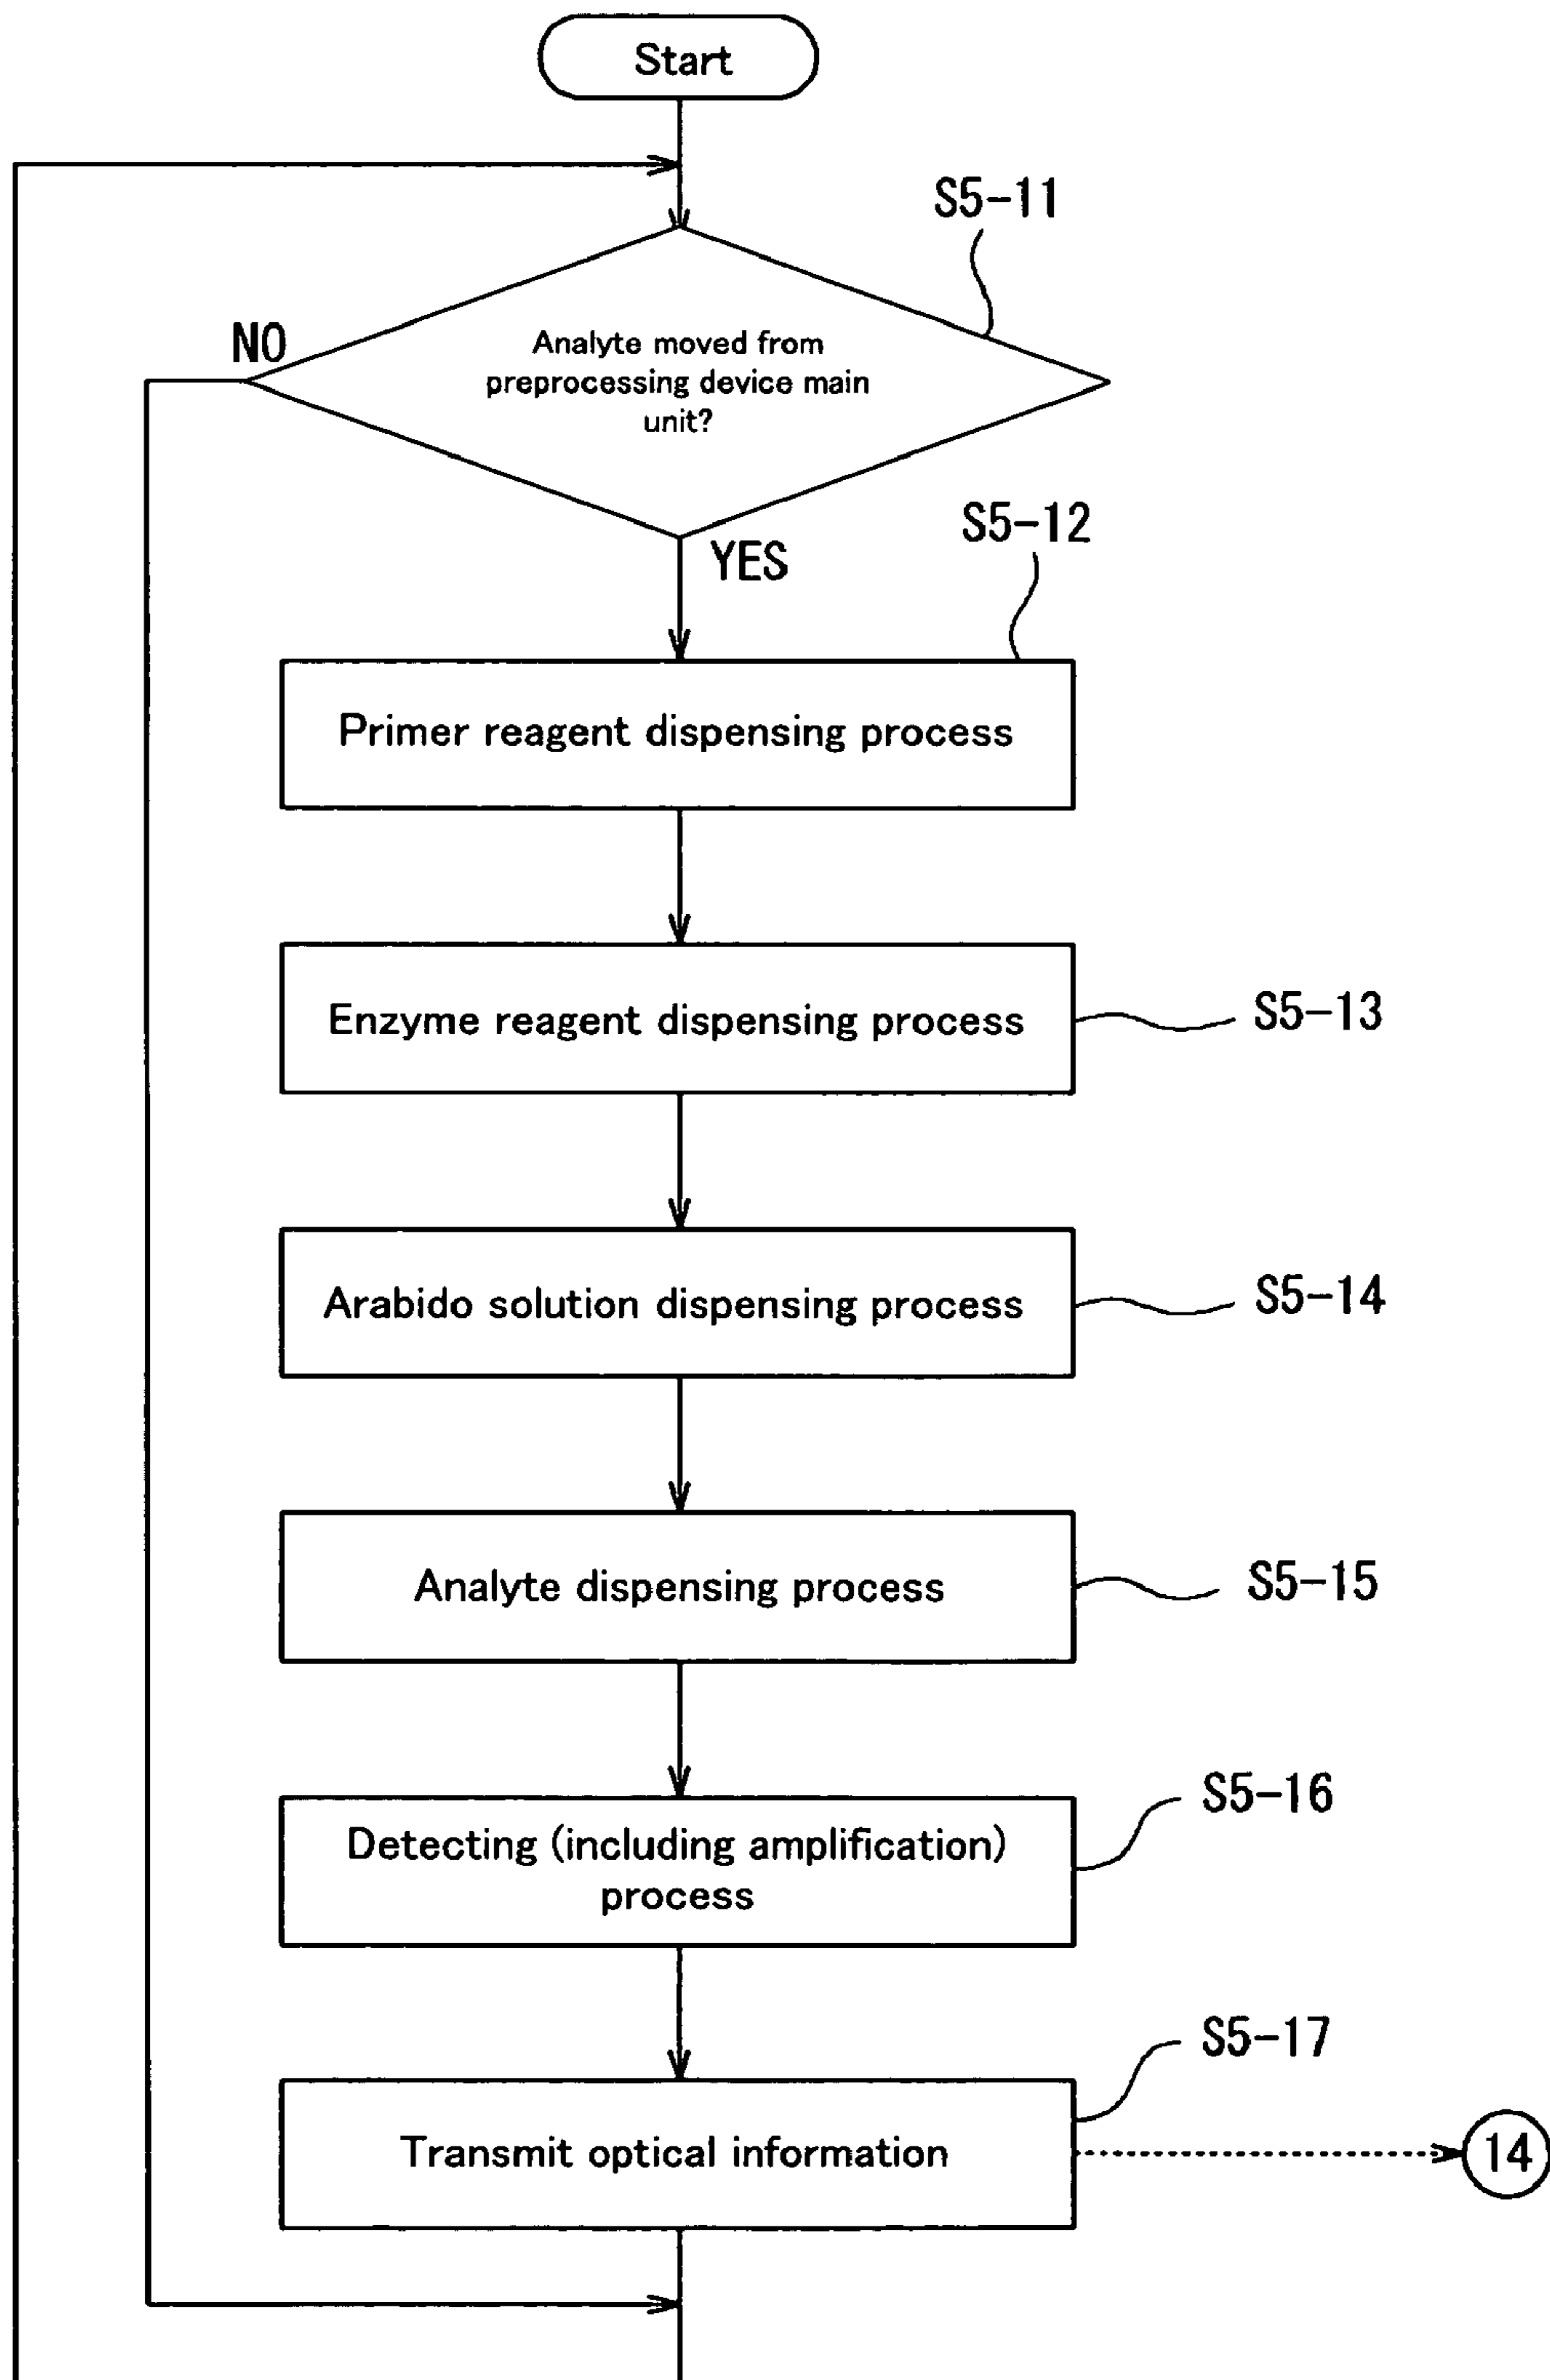 Start
S5-11
NO
Analyte moved from
preprocessing device main
unit?
S5-12
YES
Primer reagent dispensing process
Enzyme reagent dispensing process
S5-13
Arabido solution dispensing process
S5-14
Analyte dispensing process
S5-15
S5-16
Detecting (including amplification)
process
S5-17
Transmit optical information
14